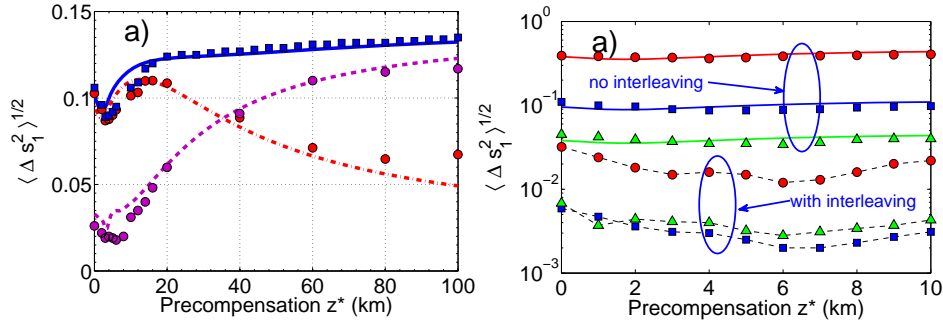 a)
0.15
0.1
0.05
0
⟨ Δ s₁² ⟩^1/2
0 20 40 60 80 100
Precompensation z* (km)
a)
10⁰
10⁻¹
10⁻²
10⁻³
⟨ Δ s₁² ⟩^1/2
no interleaving
with interleaving
0 2 4 6 8 10
Precompensation z* (km)